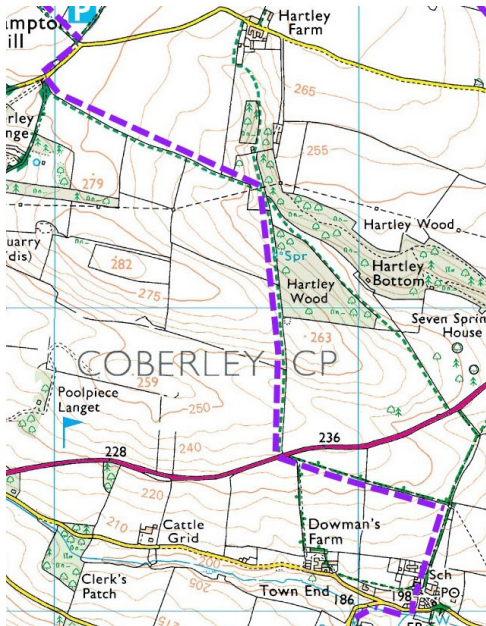 P
Hartley
Farm
265
255
279
Hartley Wood
Spr
Hartley
Bottom
282
Hartley
Wood
275
263
Seven Sprin
House
COBERLEY CP
259
250
Poolpiece
Langet
240
236
228
220
210
Cattle
Grid
Dowman's
Farm
200
205
Clerk's
Patch
Town End
Sch
186
198
PO
W